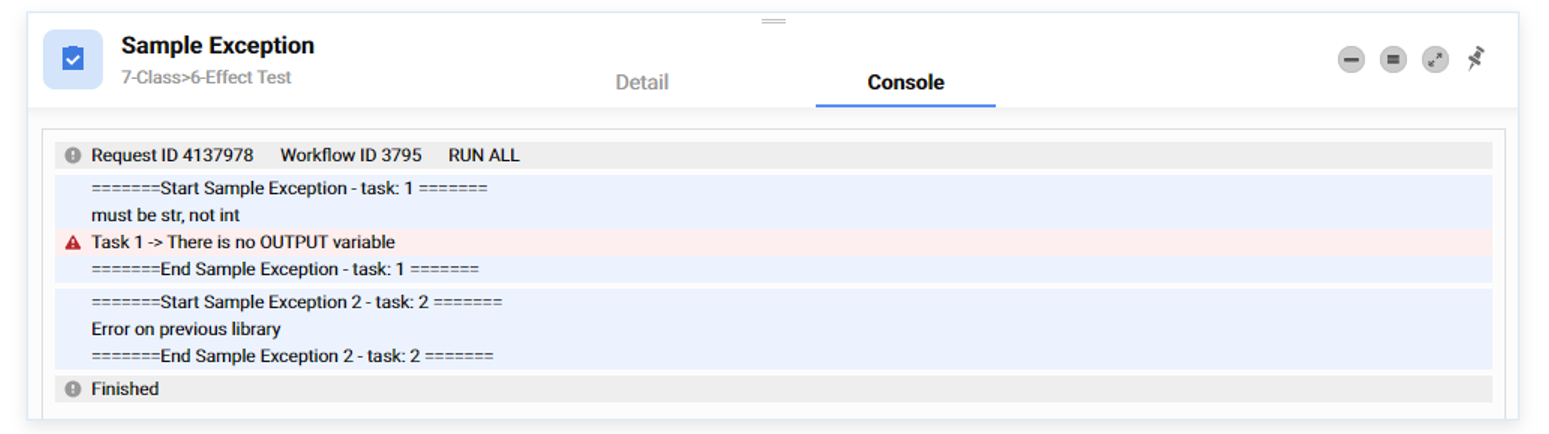 Sample Exception
7-Class>6-Effect Test
Detail
Console
Request ID 4137978 Workflow ID 3795 RUN ALL
=======Start Sample Exception - task: 1 =======
must be str, not int
Task 1 -> There is no OUTPUT variable
=======End Sample Exception - task: 1 =======
=======Start Sample Exception 2 - task: 2 =======
Error on previous library
=======End Sample Exception 2 - task: 2 =======
Finished